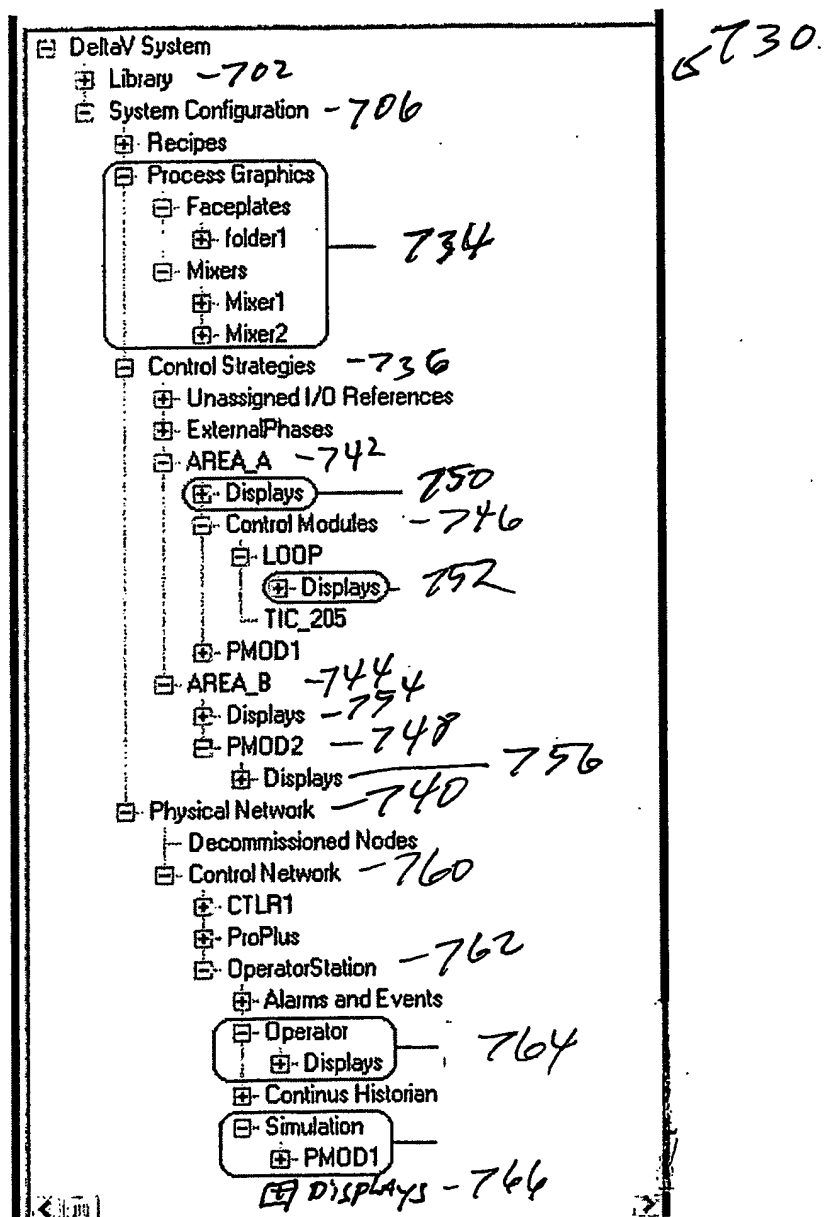 730.
DeltaV System
Library - 702
System Configuration - 706
Recipes
Process Graphics
Faceplates
folder1
734
Mixers
Mixer1
Mixer2
Control Strategies - 736
Unassigned I/O References
ExternalPhases
AREA_A - 742
Displays 750
Control Modules - 746
LOOP
Displays 752
TIC_205
PMOD1
AREA_B - 744
Displays - 754
PMOD2 - 748
Displays 756
Physical Network - 740
Decommissioned Nodes
Control Network - 760
CTLR1
ProPlus
OperatorStation - 762
Alarms and Events
Operator
Displays 764
Continus Historian
Simulation
PMOD1
DISPLAYS - 766